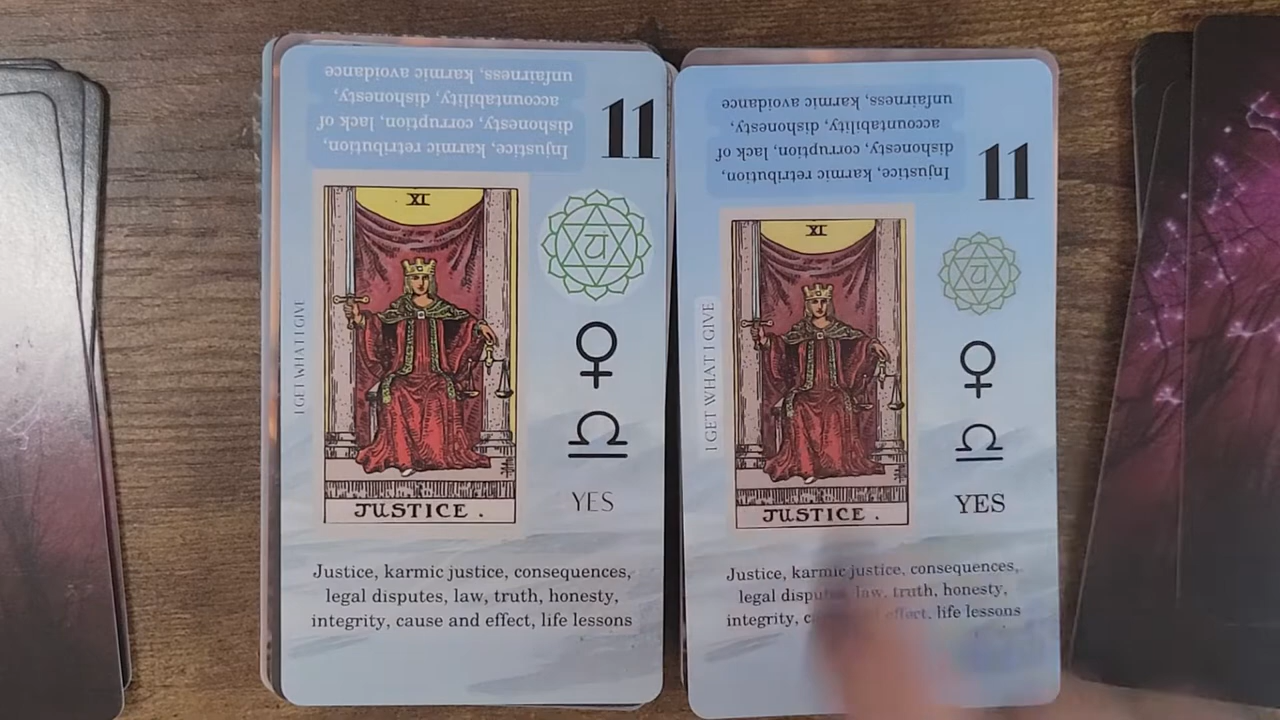 Injustice, karmic retribution,
dishonesty, corruption, lack of
accountability, dishonesty,
unfairness, karmic avoidance
11
XI
I GET WHAT I GIVE
YES
JUSTICE .
Justice, karmic justice, consequences,
legal disputes, law, truth, honesty,
integrity, cause and effect, life lessons
Injustice, karmic retribution,
dishonesty, corruption, lack of
accountability, dishonesty,
unfairness, karmic avoidance
11
XI
I GET WHAT I GIVE
YES
JUSTICE .
Justice, karmic justice, consequences,
legal disputes, law, truth, honesty,
integrity, effect, life lessons